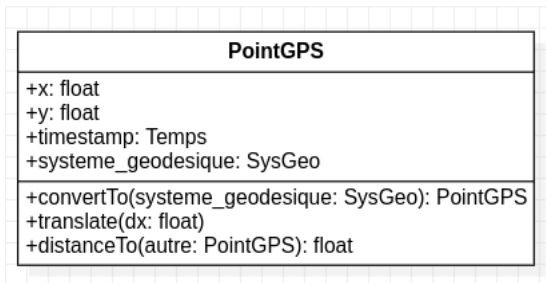 PointGPS
+x: float
+y: float
+timestamp: Temps
+systeme_geodesique: SysGeo
+convertTo(systeme_geodesique: SysGeo): PointGPS
+translate(dx: float)
+distanceTo(autre: PointGPS): float